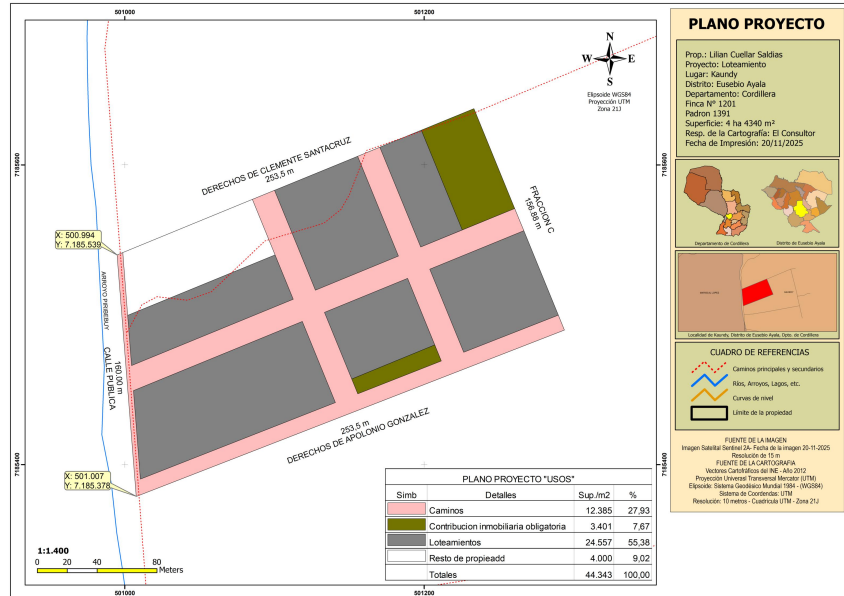 501000
501200
7185600
7185400
501000
501200
N
W
E
S
Elipsoide WGS84
Proyección UTM
Zona 21J
DERECHOS DE CLEMENTE SANTACRUZ
253,5 m
FRACCION C
156.88 m
X: 500.994
Y: 7.185.539
ARROYO PIRIBEBUY
CALLE PUBLICA
160.00 m
253,5 m
DERECHOS DE APOLONIO GONZALEZ
X: 501.007
Y: 7.185.378
1:1.400
0 20 40 80
Meters
PLANO PROYECTO "USOS"
Simb Detalles Sup./m2 %
Caminos 12.385 27,93
Contribucion inmobiliaria obligatoria 3.401 7,67
Loteamientos 24.557 55,38
Resto de propieadd 4.000 9,02
Totales 44.343 100,00
PLANO PROYECTO
Prop.: Lilian Cuellar Saldias
Proyecto: Loteamiento
Lugar: Kaundy
Distrito: Eusebio Ayala
Departamento: Cordillera
Finca N° 1201
Padron 1391
Superficie: 4 ha 4340 m²
Resp. de la Cartografía: El Consultor
Fecha de Impresión: 20/11/2025
Departamento de Cordillera
Distrito de Eusebio Ayala
Localidad de Kaundy, Distrito de Eusebio Ayala, Dpto. de Cordillera
CUADRO DE REFERENCIAS
Caminos principales y secundarios
Ríos, Arroyos, Lagos, etc.
Curvas de nivel
Límite de la propiedad
FUENTE DE LA IMAGEN
Imagen Satelital Sentinel 2A- Fecha de la imagen 20-11-2025
Resolución de 15 m
FUENTE DE LA CARTOGRAFIA
Vectores Cartofráficos del INE - Año 2012
Proyección Univerasl Transversal Mercator (UTM)
Elipsoide: Sistema Geodésico Mundial 1984 - (WGS84)
Sistema de Coordendas: UTM
Resolución: 10 metros - Cuadrícula UTM - Zona 21J